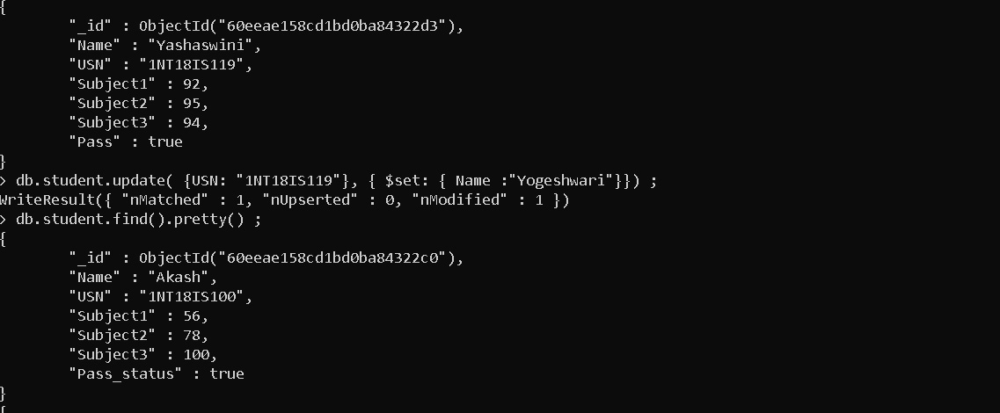 {
"_id" : ObjectId("60eeae158cd1bd0ba84322d3"),
"Name" : "Yashaswini",
"USN" : "1NT18IS119",
"Subject1" : 92,
"Subject2" : 95,
"Subject3" : 94,
"Pass" : true
}
> db.student.update( {USN: "1NT18IS119"}, { $set: { Name :"Yogeshwari"}}) ;
WriteResult({ "nMatched" : 1, "nUpserted" : 0, "nModified" : 1 })
> db.student.find().pretty() ;
{
"_id" : ObjectId("60eeae158cd1bd0ba84322c0"),
"Name" : "Akash",
"USN" : "1NT18IS100",
"Subject1" : 56,
"Subject2" : 78,
"Subject3" : 100,
"Pass_status" : true
}
{